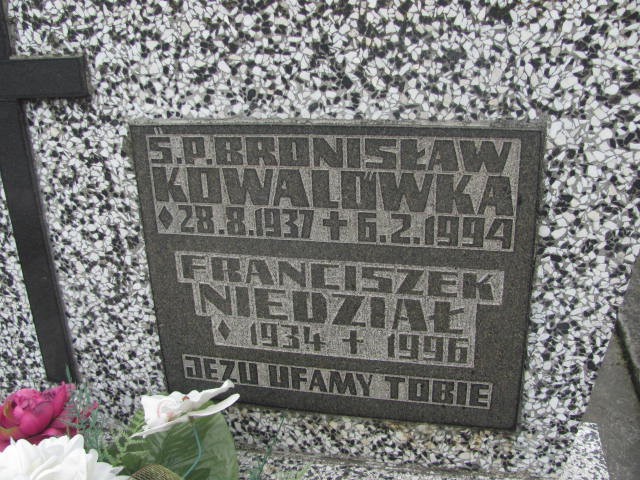 Ś.P. BRONISŁAW
KOWALÓWKA
♦ 28.8.1937 + 6.2.1994
FRANCISZEK
NIEDZIAŁ
♦ 1934 + 1996
JEZU UFAMY TOBIE